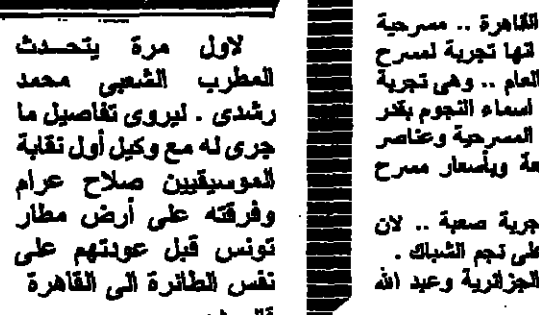 القاهرة .. مسرحية
انها تجربة لمسرح
العام .. وهى تجربة
اسماء النجوم بقدر
المسرحية وعناصر
عة وبأسعار مسرح
جربة صعبة .. لان
على نجم الشباك .
الجزائرية وعبد الله
لاول مرة يتحدث
المطرب الشعبى محمد
رشدى . ليروى تفاصيل ما
جرى له مع وكيل أول نقابة
الموسيقيين صلاح عرام
وفرقته على أرض مطار
تونس قبل عودتهم على
نفس الطائرة الى القاهرة